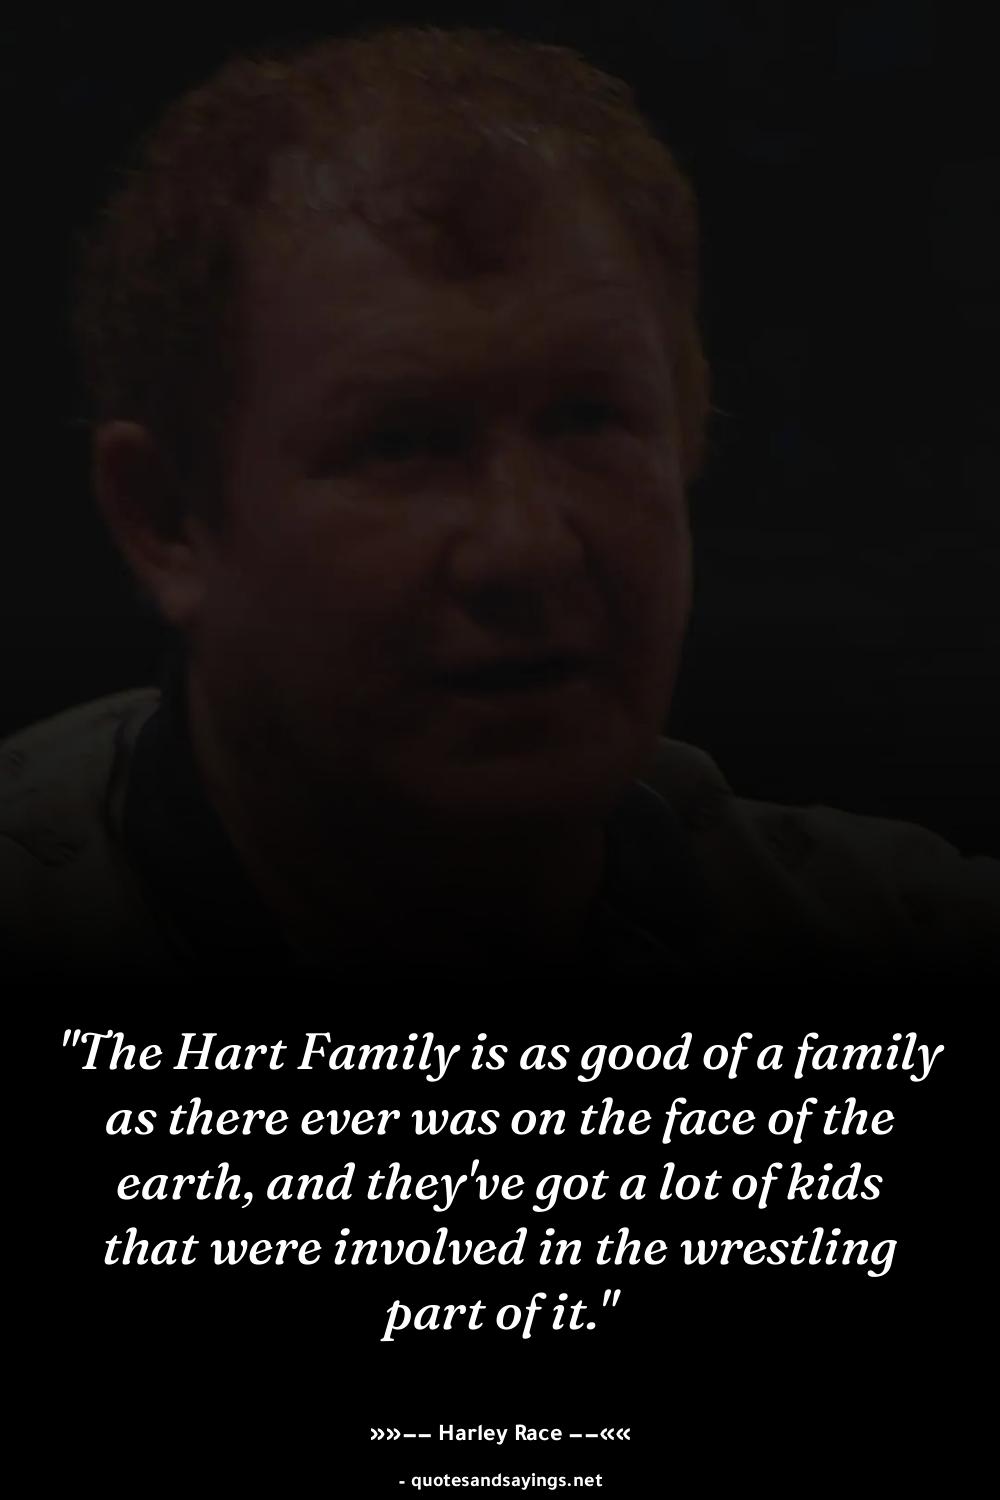 "The Hart Family is as good of a family
as there ever was on the face of the
earth, and they've got a lot of kids
that were involved in the wrestling
part of it."
»»−− Harley Race −−««
- quotesandsayings.net